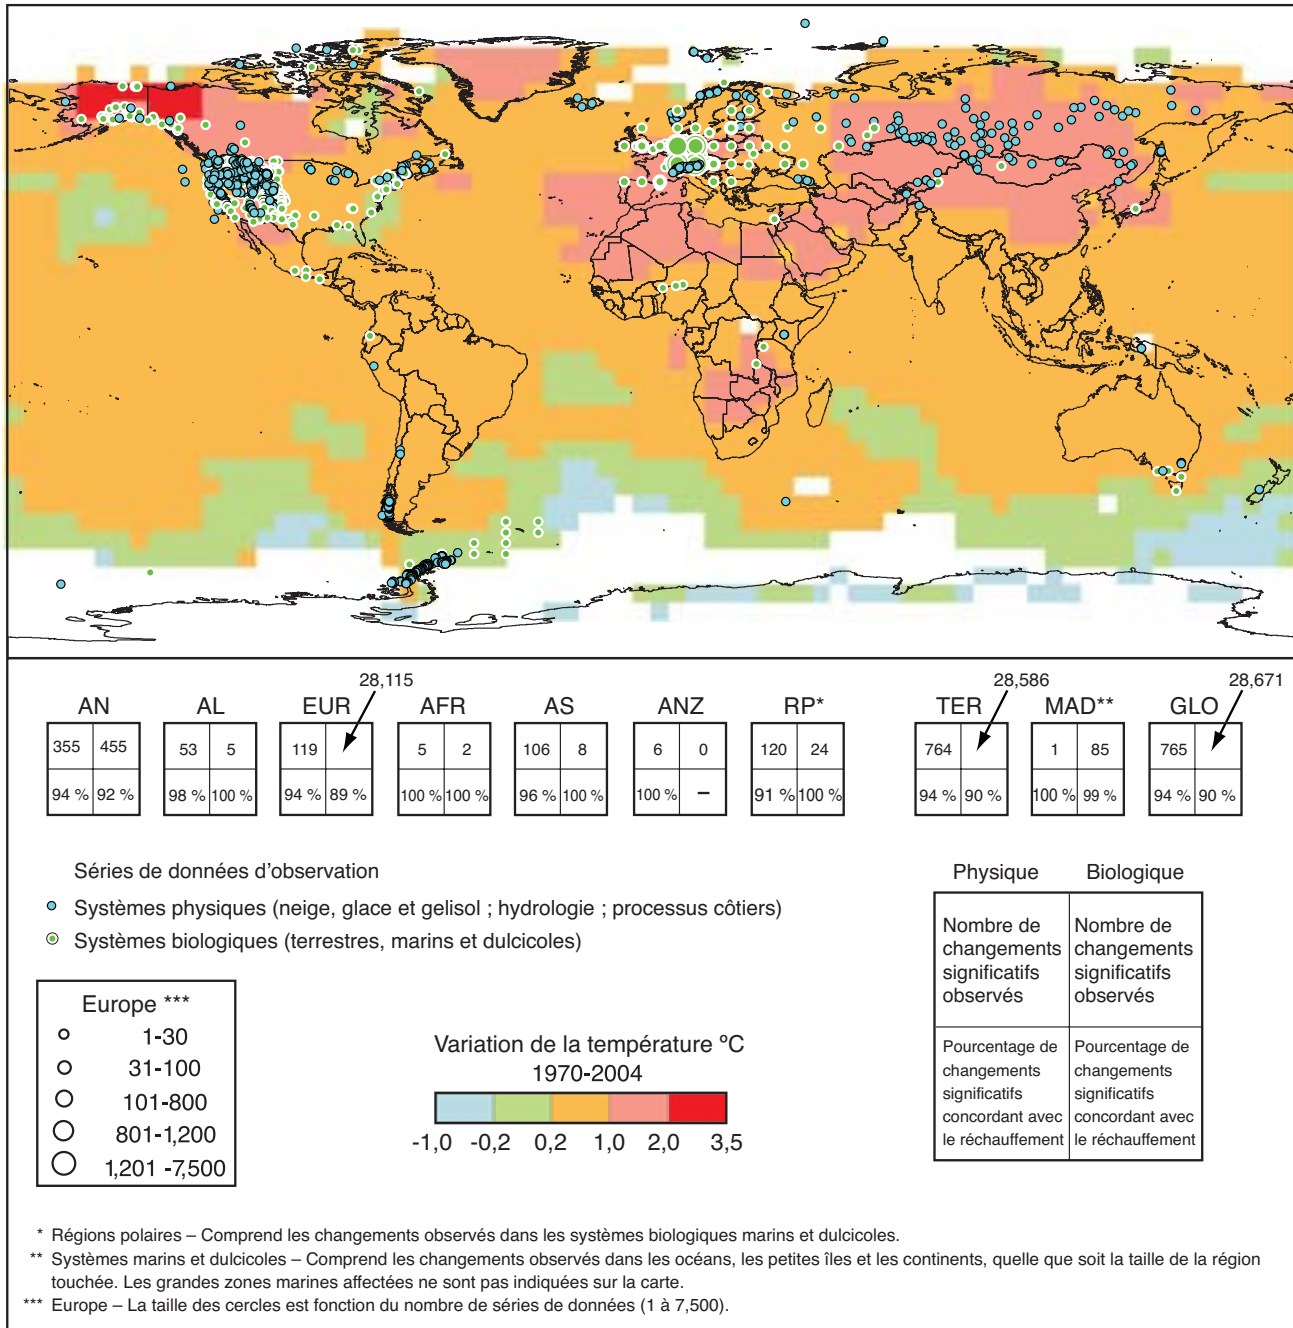 28,115
28,586
28,671
AN
AL
EUR
AFR
AS
ANZ
RP*
TER
MAD**
GLO
355 455
53 5
119
5 2
106 8
6 0
120 24
764
1 85
765
94 % 92 %
98 % 100 %
94 % 89 %
100 % 100 %
96 % 100 %
100 % –
91 % 100 %
94 % 90 %
100 % 99 %
94 % 90 %
Séries de données d'observation
Systèmes physiques (neige, glace et gelisol ; hydrologie ; processus côtiers)
Systèmes biologiques (terrestres, marins et dulcicoles)
Physique
Biologique
Nombre de
changements
significatifs
observés
Nombre de
changements
significatifs
observés
Pourcentage de
changements
significatifs
concordant avec
le réchauffement
Pourcentage de
changements
significatifs
concordant avec
le réchauffement
Europe ***
1-30
31-100
101-800
801-1,200
1,201 -7,500
Variation de la température ºC
1970-2004
-1,0 -0,2 0,2 1,0 2,0 3,5
* Régions polaires – Comprend les changements observés dans les systèmes biologiques marins et dulcicoles.
** Systèmes marins et dulcicoles – Comprend les changements observés dans les océans, les petites îles et les continents, quelle que soit la taille de la région
touchée. Les grandes zones marines affectées ne sont pas indiquées sur la carte.
*** Europe – La taille des cercles est fonction du nombre de séries de données (1 à 7,500).